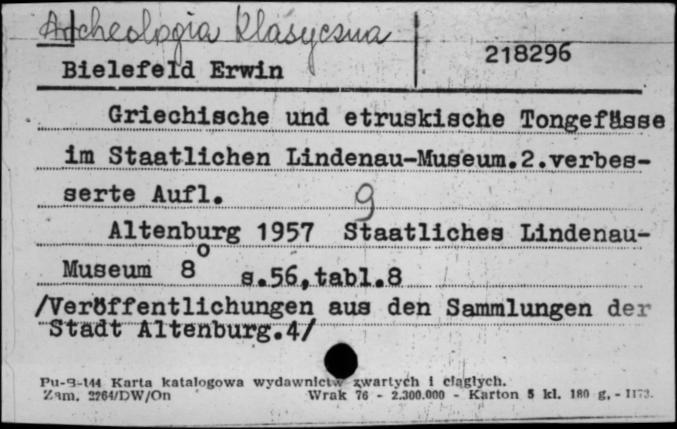 Archeologia Klasyczna
218296
Bielefeld Erwin
Griechische und etruskische Tongefässe
im Staatlichen Lindenau-Museum.2.verbes-
serte Aufl.
9
Altenburg 1957 Staatliches Lindenau-
Museum 8° s.56,tabl.8
/Veröffentlichungen aus den Sammlungen der
Stadt Altenburg.4/
Pu-9-144 Karta katalogowa wydawnictw zwartych i ciągłych.
Zam. 2264/DW/On Wrak 76 - 2.300.000 - Karton 5 kl. 180 g. - 1173.